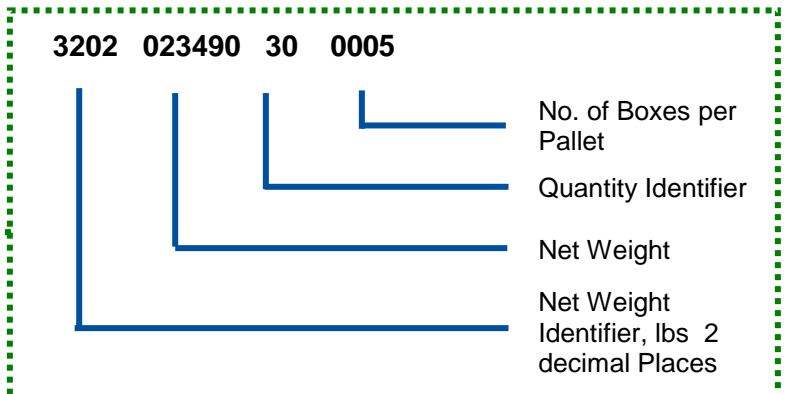 3202 023490 30 0005
No. of Boxes per
Pallet
Quantity Identifier
Net Weight
Net Weight
Identifier, lbs 2
decimal Places